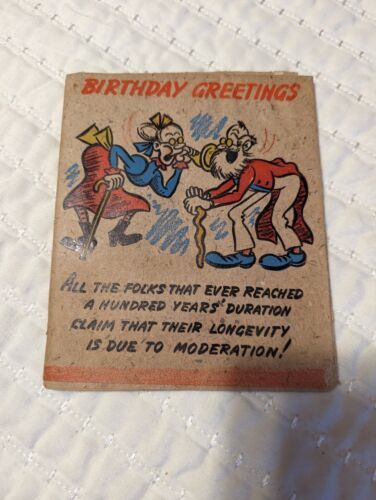 BIRTHDAY GREETINGS
ALL THE FOLKS THAT EVER REACHED
A HUNDRED YEARS' DURATION
CLAIM THAT THEIR LONGEVITY
IS DUE TO MODERATION!